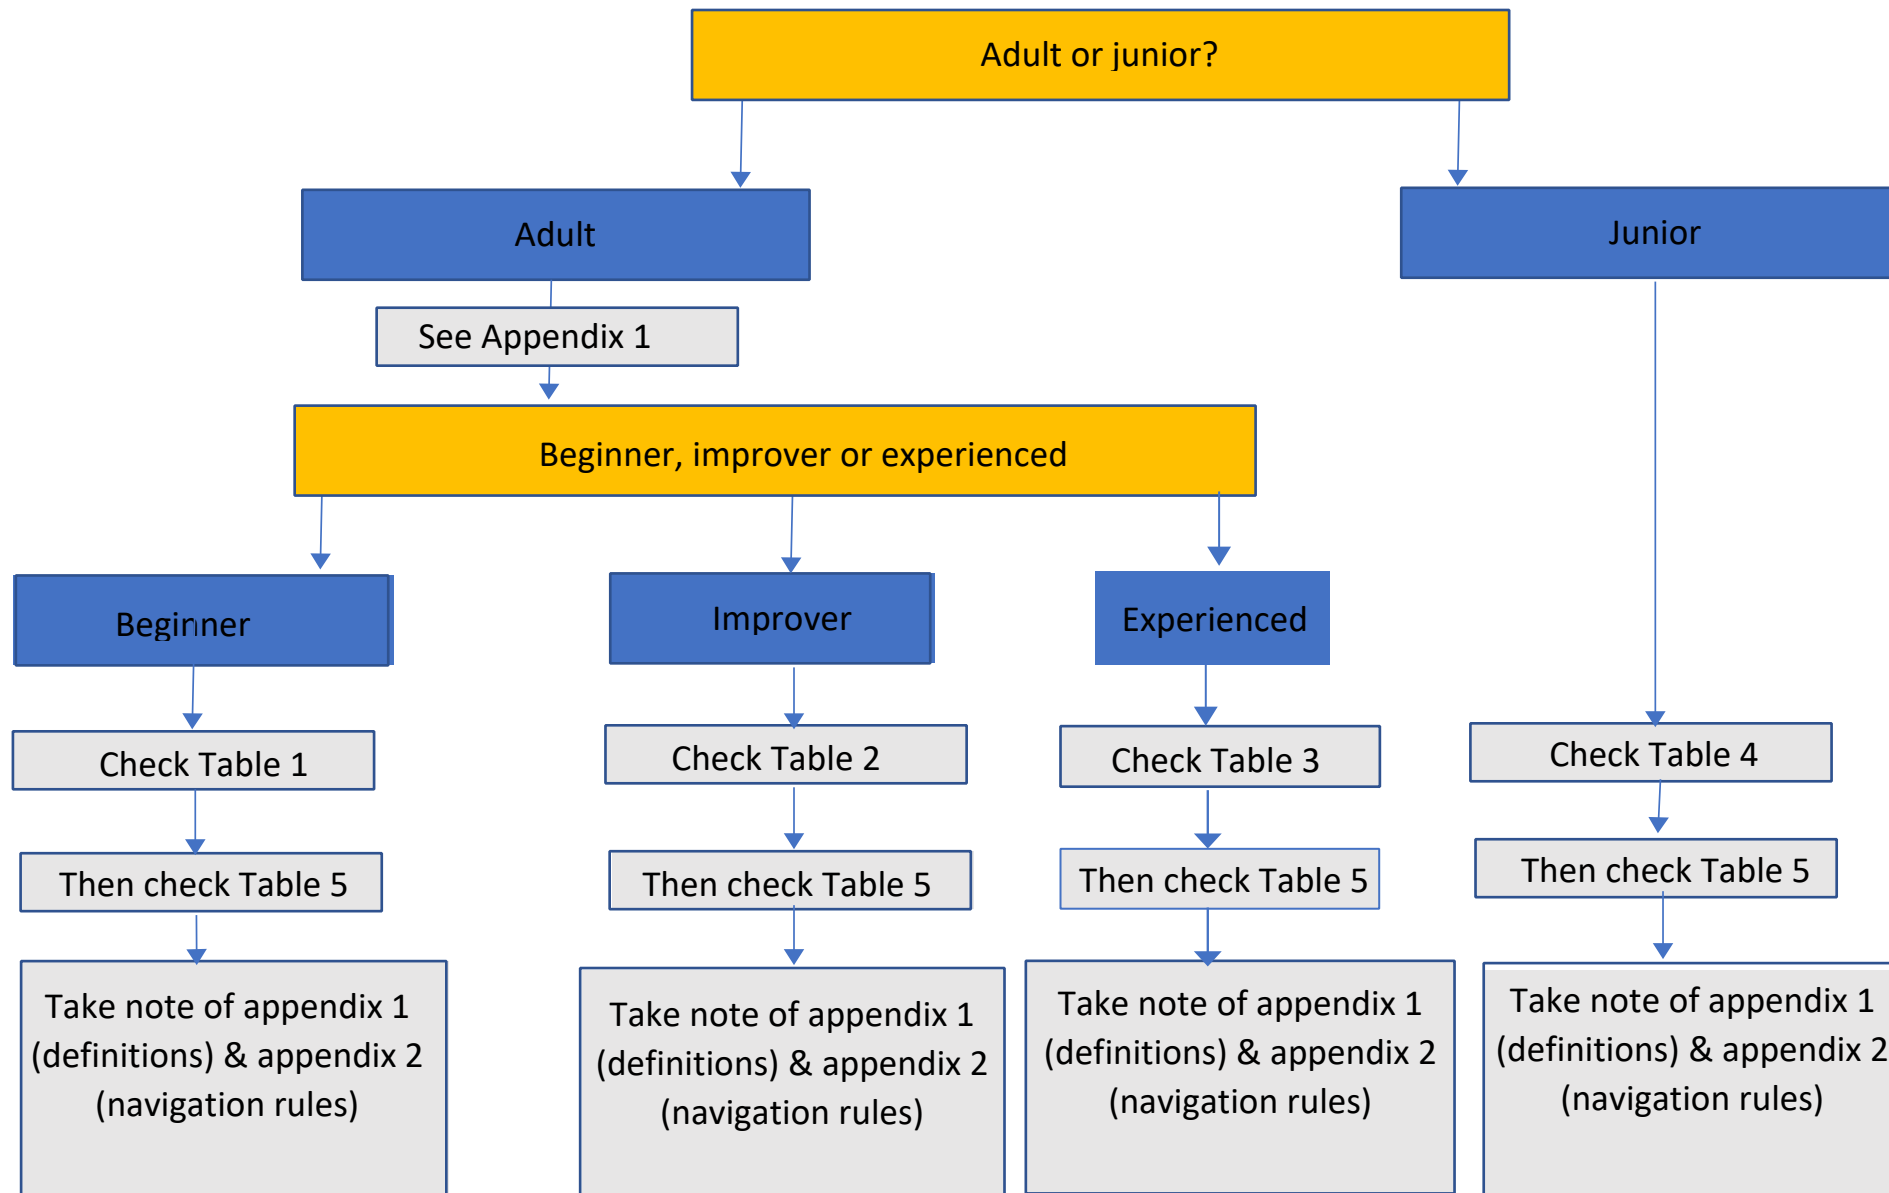 Adult or junior?
Adult
Junior
See Appendix 1
Beginner, improver or experienced
Beginner
Improver
Experienced
Check Table 1
Check Table 2
Check Table 3
Check Table 4
Then check Table 5
Then check Table 5
Then check Table 5
Then check Table 5
Take note of appendix 1
(definitions) & appendix 2
(navigation rules)
Take note of appendix 1
(definitions) & appendix 2
(navigation rules)
Take note of appendix 1
(definitions) & appendix 2
(navigation rules)
Take note of appendix 1
(definitions) & appendix 2
(navigation rules)